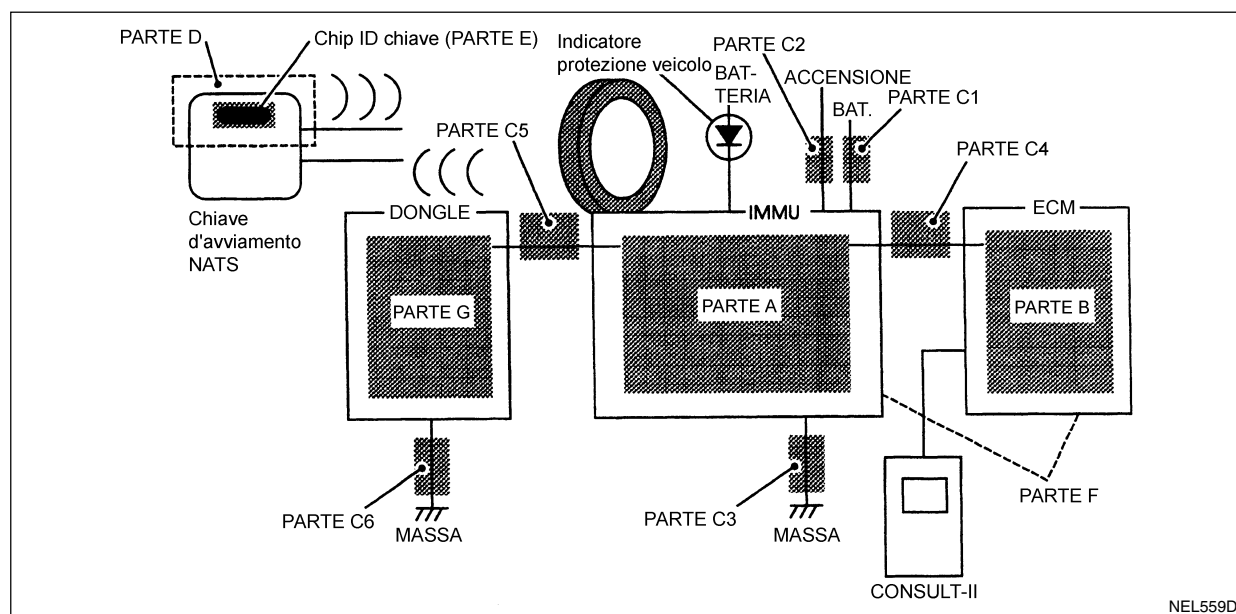 PARTE D
Chip ID chiave (PARTE E)
Indicatore
protezione veicolo
PARTE C2
BAT-
TERIA
ACCENSIONE
BAT.
PARTE C1
PARTE C5
PARTE C4
Chiave
d'avviamento
NATS
DONGLE
IMMU
ECM
PARTE G
PARTE A
PARTE B
PARTE C6
MASSA
PARTE C3
MASSA
PARTE F
CONSULT-II
NEL559D